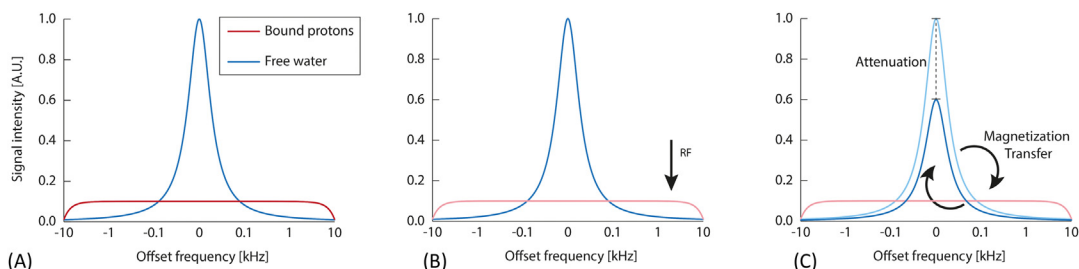 1.0
0.8
0.6
0.4
0.2
0.0
Signal intensity [A.U.]
Bound protons
Free water
-10 -1 -0.1 0 0.1 1 10
Offset frequency [kHz]
(A)
1.0
0.8
0.6
0.4
0.2
0.0
RF
-10 -1 -0.1 0 0.1 1 10
Offset frequency [kHz]
(B)
1.0
0.8
0.6
0.4
0.2
0.0
Attenuation
Magnetization
Transfer
-10 -1 -0.1 0 0.1 1 10
Offset frequency [kHz]
(C)